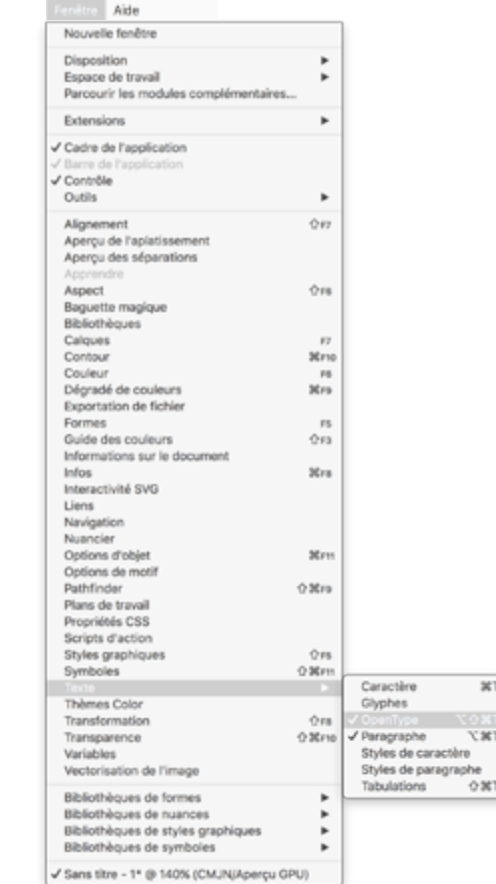 Fenêtre Aide
Nouvelle fenêtre
Disposition
Espace de travail
Parcourir les modules complémentaires...
Extensions
✓ Cadre de l'application
✓ Barre de l'application
✓ Contrôle
Outils
Alignement ⇧F7
Aperçu de l'aplatissement
Aperçu des séparations
Apprendre
Aspect ⇧F6
Baguette magique
Bibliothèques
Calques F7
Contour ⌘F10
Couleur F6
Dégradé de couleurs ⌘F9
Exportation de fichier
Formes F5
Guide des couleurs ⇧F3
Informations sur le document
Infos ⌘F8
Interactivité SVG
Liens
Navigation
Nuancier
Options d'objet ⌘F11
Options de motif
Pathfinder ⇧⌘F9
Plans de travail
Propriétés CSS
Scripts d'action
Styles graphiques ⇧F5
Symboles ⇧⌘F11
Texte
Thèmes Color
Transformation ⇧F8
Transparence ⇧⌘F10
Variables
Vectorisation de l'image
Bibliothèques de formes
Bibliothèques de nuances
Bibliothèques de styles graphiques
Bibliothèques de symboles
✓ Sans titre - 1* @ 140% (CMJN/Aperçu GPU)
Caractère ⌘T
Glyphes
✓ OpenType ⌥⇧⌘T
✓ Paragraphe ⌥⌘T
Styles de caractère
Styles de paragraphe
Tabulations ⇧⌘T